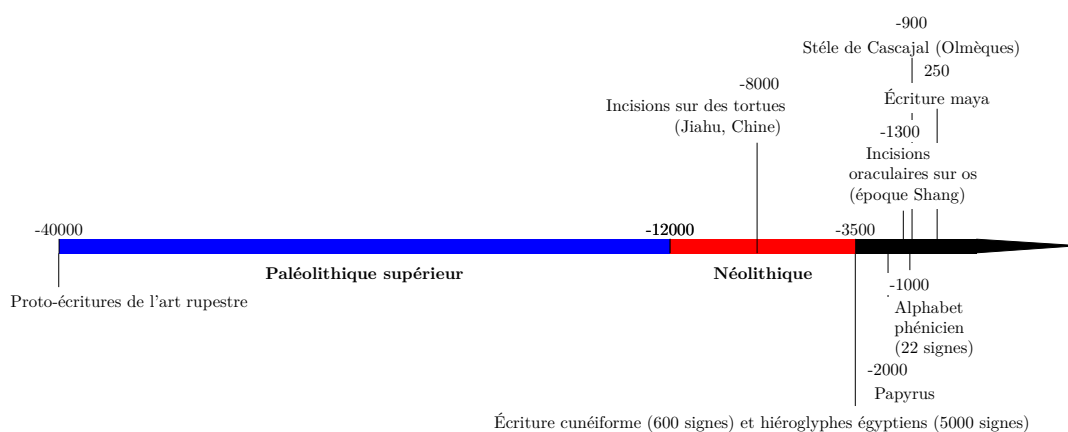 -900
Stéle de Cascajal (Olmèques)
250
-8000
Écriture maya
Incisions sur des tortues
(Jiahu, Chine)
-1300
Incisions
oraculaires sur os
(époque Shang)
-40000
-12000
-3500
Paléolithique supérieur
Néolithique
Proto-écritures de l'art rupestre
-1000
Alphabet
phénicien
(22 signes)
-2000
Papyrus
Écriture cunéiforme (600 signes) et hiéroglyphes égyptiens (5000 signes)